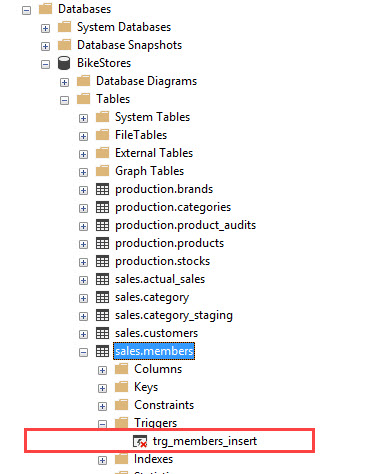 Databases
System Databases
Database Snapshots
BikeStores
Database Diagrams
Tables
System Tables
FileTables
External Tables
Graph Tables
production.brands
production.categories
production.product_audits
production.products
production.stocks
sales.actual_sales
sales.category
sales.category_staging
sales.customers
sales.members
Columns
Keys
Constraints
Triggers
trg_members_insert
Indexes